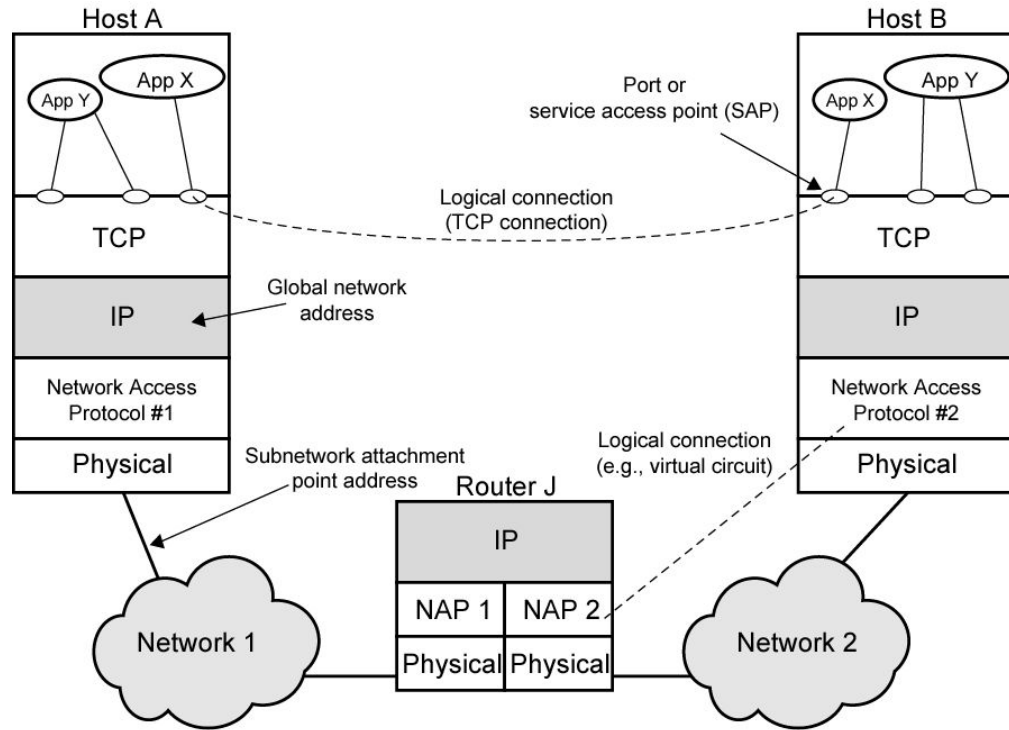 Host A
Host B
App X
App Y
Port or
service access point (SAP)
App X
App Y
Logical connection
(TCP connection)
TCP
TCP
Global network
address
IP
IP
Network Access
Protocol #1
Network Access
Protocol #2
Logical connection
(e.g., virtual circuit)
Physical
Subnetwork attachment
point address
Physical
Router J
IP
NAP 1
NAP 2
Network 1
Network 2
Physical
Physical